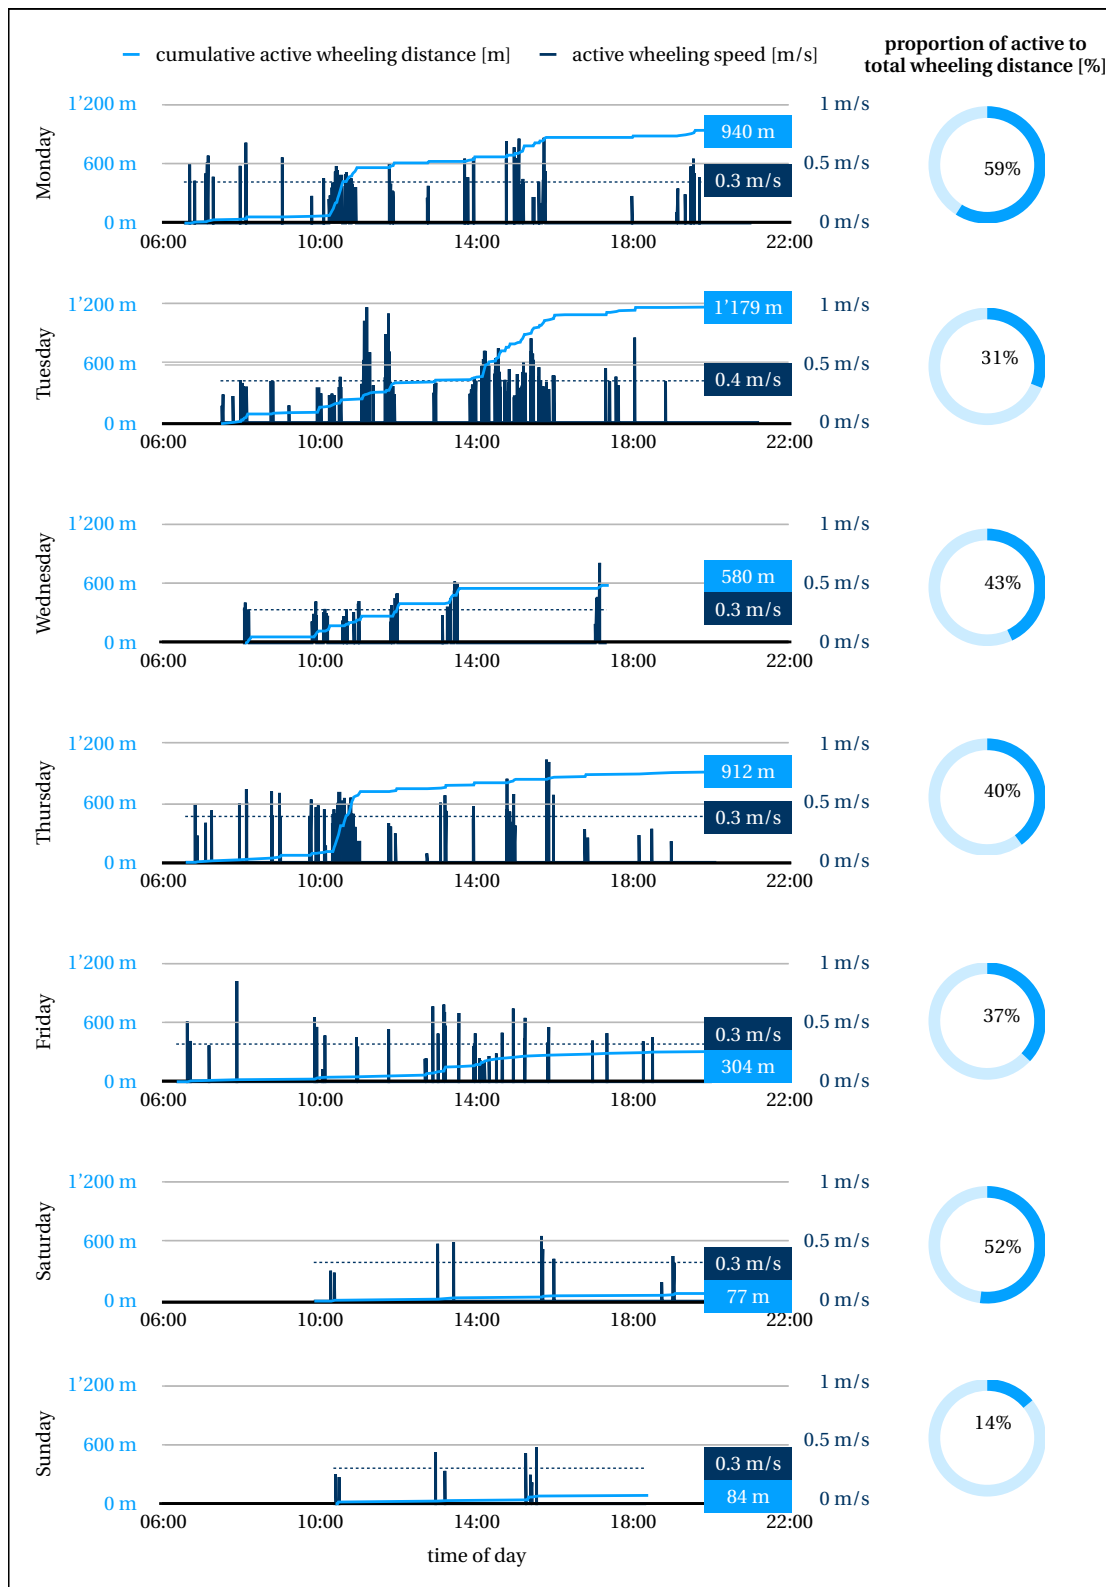 cumulative active wheeling distance [m]
active wheeling speed [m/s]
proportion of active to
total wheeling distance [%]
Monday
1’200 m
600 m
0 m
940 m
0.3 m/s
1 m/s
0.5 m/s
0 m/s
06:00 10:00 14:00 18:00 22:00
59%
Tuesday
1’200 m
600 m
0 m
1’179 m
0.4 m/s
1 m/s
0.5 m/s
0 m/s
06:00 10:00 14:00 18:00 22:00
31%
Wednesday
1’200 m
600 m
0 m
580 m
0.3 m/s
1 m/s
0.5 m/s
0 m/s
06:00 10:00 14:00 18:00 22:00
43%
Thursday
1’200 m
600 m
0 m
912 m
0.3 m/s
1 m/s
0.5 m/s
0 m/s
06:00 10:00 14:00 18:00 22:00
40%
Friday
1’200 m
600 m
0 m
0.3 m/s
304 m
1 m/s
0.5 m/s
0 m/s
06:00 10:00 14:00 18:00 22:00
37%
Saturday
1’200 m
600 m
0 m
0.3 m/s
77 m
1 m/s
0.5 m/s
0 m/s
06:00 10:00 14:00 18:00 22:00
52%
Sunday
1’200 m
600 m
0 m
0.3 m/s
84 m
1 m/s
0.5 m/s
0 m/s
06:00 10:00 14:00 18:00 22:00
14%
time of day